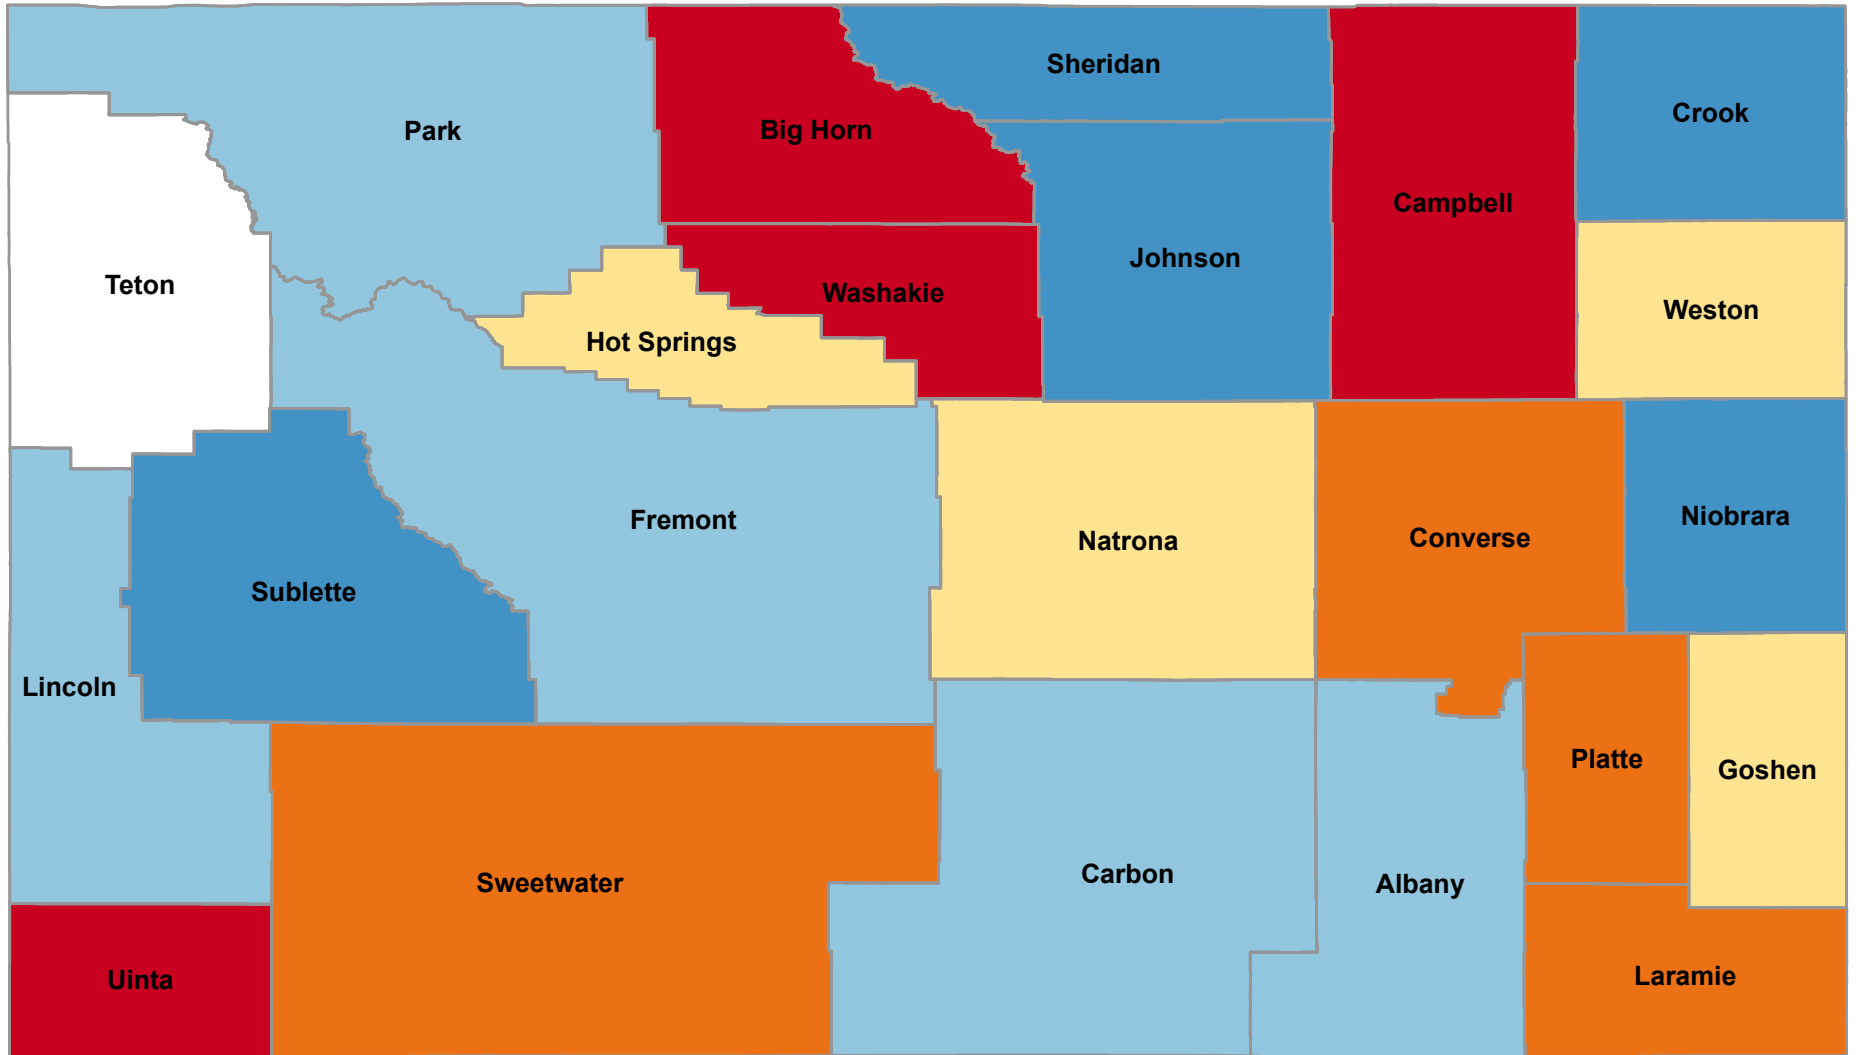 Sheridan
Crook
Park
Big Horn
Campbell
Johnson
Teton
Washakie
Weston
Hot Springs
Fremont
Niobrara
Converse
Natrona
Sublette
Lincoln
Platte
Goshen
Carbon
Sweetwater
Albany
Laramie
Uinta